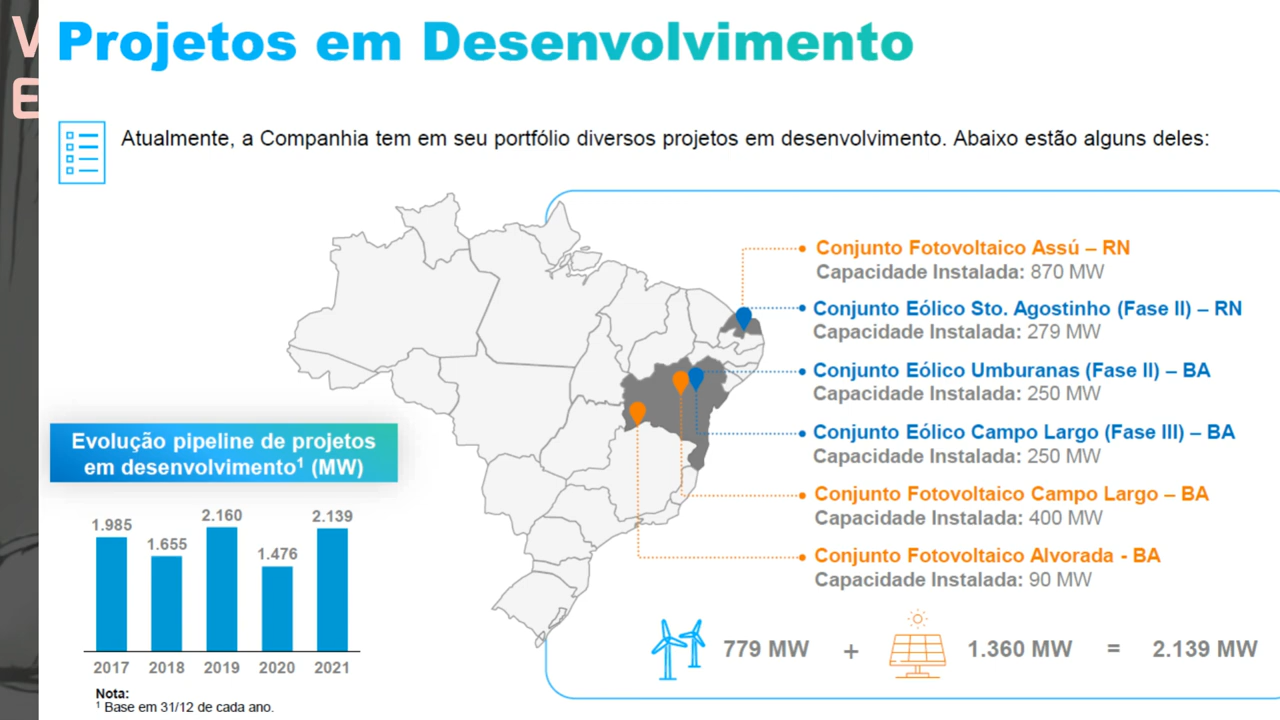 V
E
Projetos em Desenvolvimento
Atualmente, a Companhia tem em seu portfólio diversos projetos em desenvolvimento. Abaixo estão alguns deles:
Conjunto Fotovoltaico Assú – RN
Capacidade Instalada: 870 MW
Conjunto Eólico Sto. Agostinho (Fase II) – RN
Capacidade Instalada: 279 MW
Conjunto Eólico Umburanas (Fase II) – BA
Capacidade Instalada: 250 MW
Conjunto Eólico Campo Largo (Fase III) – BA
Capacidade Instalada: 250 MW
Conjunto Fotovoltaico Campo Largo – BA
Capacidade Instalada: 400 MW
Conjunto Fotovoltaico Alvorada - BA
Capacidade Instalada: 90 MW
779 MW + 1.360 MW = 2.139 MW
Evolução pipeline de projetos
em desenvolvimento¹ (MW)
1.985 1.655 2.160 1.476 2.139
2017 2018 2019 2020 2021
Nota:
¹ Base em 31/12 de cada ano.